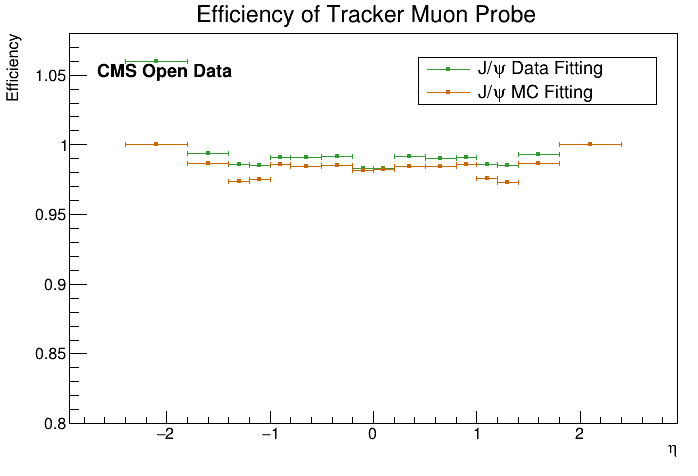 Efficiency of Tracker Muon Probe
Efficiency
CMS Open Data
J/ψ Data Fitting
J/ψ MC Fitting
1.05
1
0.95
0.9
0.85
0.8
−2 −1 0 1 2
η